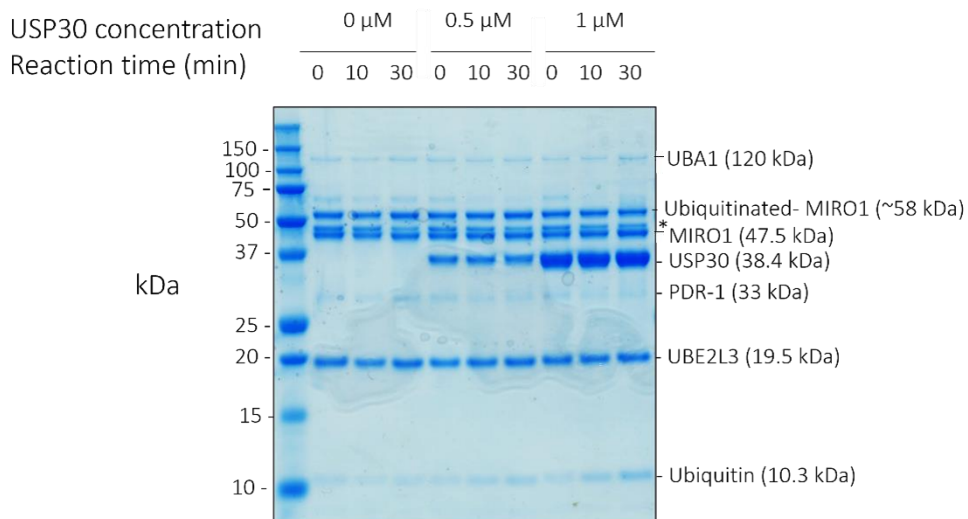 USP30 concentration 0 µM 0.5 µM 1 µM
Reaction time (min) 0 10 30 0 10 30 0 10 30
150 -
100 -
75 -
50 -
37 -
25 -
20 -
15 -
10 -
kDa
UBA1 (120 kDa)
Ubiquitinated- MIRO1 (~58 kDa)
*
MIRO1 (47.5 kDa)
USP30 (38.4 kDa)
PDR-1 (33 kDa)
UBE2L3 (19.5 kDa)
Ubiquitin (10.3 kDa)